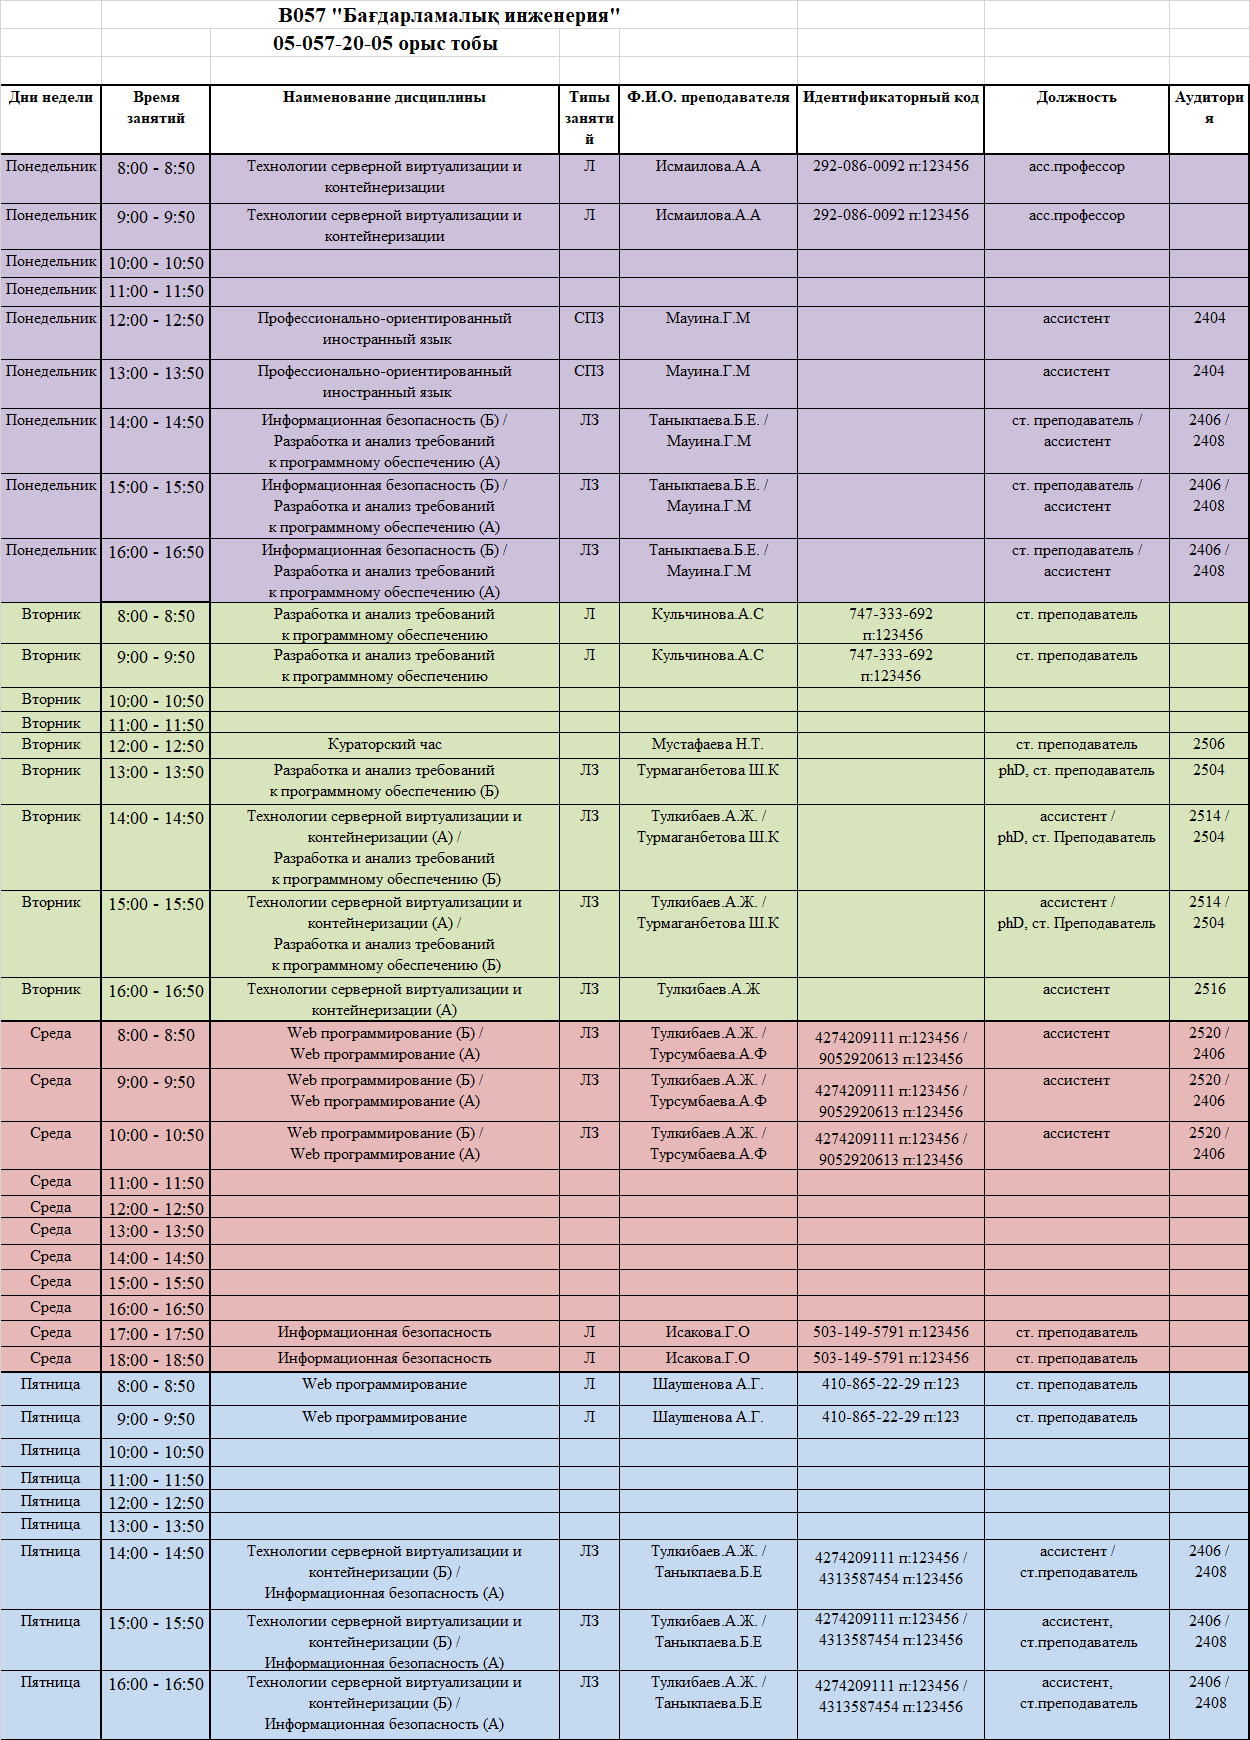 B057 "Бағдарламалық инженерия"
05-057-20-05 орыс тобы
Дни недели Время занятий Наименование дисциплины Типы заняти й Ф.И.О. преподавателя Идентификаторный код Должность Аудитори я
Понедельник 8:00 - 8:50 Технологии серверной виртуализации и контейнеризации Л Исмаилова.А.А 292-086-0092 п:123456 асс.профессор
Понедельник 9:00 - 9:50 Технологии серверной виртуализации и контейнеризации Л Исмаилова.А.А 292-086-0092 п:123456 асс.профессор
Понедельник 10:00 - 10:50
Понедельник 11:00 - 11:50
Понедельник 12:00 - 12:50 Профессионально-ориентированный иностранный язык СПЗ Мауина.Г.М ассистент 2404
Понедельник 13:00 - 13:50 Профессионально-ориентированный иностранный язык СПЗ Мауина.Г.М ассистент 2404
Понедельник 14:00 - 14:50 Информационная безопасность (Б) / Разработка и анализ требований к программному обеспечению (А) ЛЗ Таныкпаева.Б.Е. / Мауина.Г.М ст. преподаватель / ассистент 2406 / 2408
Понедельник 15:00 - 15:50 Информационная безопасность (Б) / Разработка и анализ требований к программному обеспечению (А) ЛЗ Таныкпаева.Б.Е. / Мауина.Г.М ст. преподаватель / ассистент 2406 / 2408
Понедельник 16:00 - 16:50 Информационная безопасность (Б) / Разработка и анализ требований к программному обеспечению (А) ЛЗ Таныкпаева.Б.Е. / Мауина.Г.М ст. преподаватель / ассистент 2406 / 2408
Вторник 8:00 - 8:50 Разработка и анализ требований к программному обеспечению Л Кульчинова.А.С 747-333-692 п:123456 ст. преподаватель
Вторник 9:00 - 9:50 Разработка и анализ требований к программному обеспечению Л Кульчинова.А.С 747-333-692 п:123456 ст. преподаватель
Вторник 10:00 - 10:50
Вторник 11:00 - 11:50
Вторник 12:00 - 12:50 Кураторский час Мустафаева Н.Т. ст. преподаватель 2506
Вторник 13:00 - 13:50 Разработка и анализ требований к программному обеспечению (Б) ЛЗ Турмаганбетова Ш.К phD, ст. преподаватель 2504
Вторник 14:00 - 14:50 Технологии серверной виртуализации и контейнеризации (А) / Разработка и анализ требований к программному обеспечению (Б) ЛЗ Тулкибаев.А.Ж. / Турмаганбетова Ш.К ассистент / phD, ст. Преподаватель 2514 / 2504
Вторник 15:00 - 15:50 Технологии серверной виртуализации и контейнеризации (А) / Разработка и анализ требований к программному обеспечению (Б) ЛЗ Тулкибаев.А.Ж. / Турмаганбетова Ш.К ассистент / phD, ст. Преподаватель 2514 / 2504
Вторник 16:00 - 16:50 Технологии серверной виртуализации и контейнеризации (А) ЛЗ Тулкибаев.А.Ж ассистент 2516
Среда 8:00 - 8:50 Web программирование (Б) / Web программирование (А) ЛЗ Тулкибаев.А.Ж. / Турсумбаева.А.Ф 4274209111 п:123456 / 9052920613 п:123456 ассистент 2520 / 2406
Среда 9:00 - 9:50 Web программирование (Б) / Web программирование (А) ЛЗ Тулкибаев.А.Ж. / Турсумбаева.А.Ф 4274209111 п:123456 / 9052920613 п:123456 ассистент 2520 / 2406
Среда 10:00 - 10:50 Web программирование (Б) / Web программирование (А) ЛЗ Тулкибаев.А.Ж. / Турсумбаева.А.Ф 4274209111 п:123456 / 9052920613 п:123456 ассистент 2520 / 2406
Среда 11:00 - 11:50
Среда 12:00 - 12:50
Среда 13:00 - 13:50
Среда 14:00 - 14:50
Среда 15:00 - 15:50
Среда 16:00 - 16:50
Среда 17:00 - 17:50 Информационная безопасность Л Исакова.Г.О 503-149-5791 п:123456 ст. преподаватель
Среда 18:00 - 18:50 Информационная безопасность Л Исакова.Г.О 503-149-5791 п:123456 ст. преподаватель
Пятница 8:00 - 8:50 Web программирование Л Шаушенова А.Г. 410-865-22-29 п:123 ст. преподаватель
Пятница 9:00 - 9:50 Web программирование Л Шаушенова А.Г. 410-865-22-29 п:123 ст. преподаватель
Пятница 10:00 - 10:50
Пятница 11:00 - 11:50
Пятница 12:00 - 12:50
Пятница 13:00 - 13:50
Пятница 14:00 - 14:50 Технологии серверной виртуализации и контейнеризации (Б) / Информационная безопасность (А) ЛЗ Тулкибаев.А.Ж. / Таныкпаева.Б.Е 4274209111 п:123456 / 4313587454 п:123456 ассистент / ст.преподаватель 2406 / 2408
Пятница 15:00 - 15:50 Технологии серверной виртуализации и контейнеризации (Б) / Информационная безопасность (А) ЛЗ Тулкибаев.А.Ж. / Таныкпаева.Б.Е 4274209111 п:123456 / 4313587454 п:123456 ассистент, ст.преподаватель 2406 / 2408
Пятница 16:00 - 16:50 Технологии серверной виртуализации и контейнеризации (Б) / Информационная безопасность (А) ЛЗ Тулкибаев.А.Ж. / Таныкпаева.Б.Е 4274209111 п:123456 / 4313587454 п:123456 ассистент, ст.преподаватель 2406 / 2408